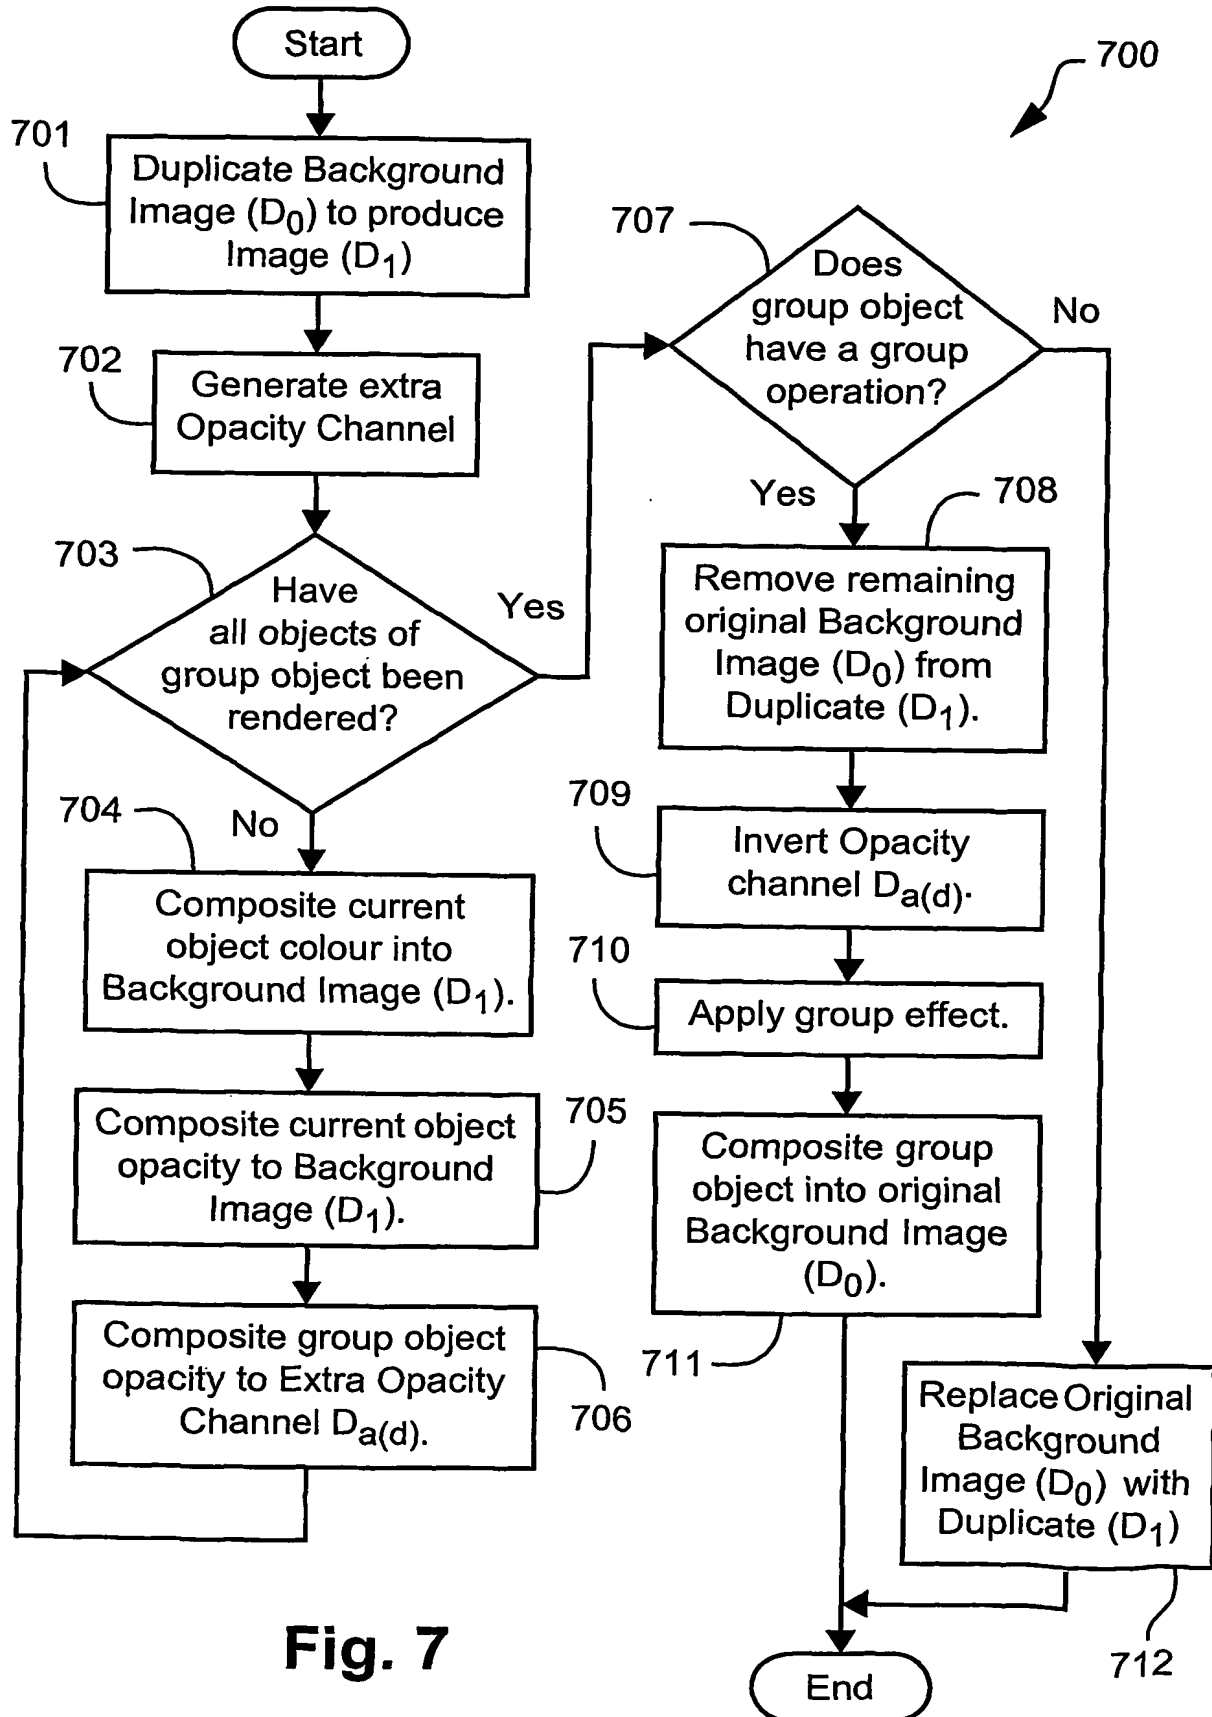 Start
700
701
Duplicate Background
Image (D0) to produce
Image (D1)
702
Generate extra
Opacity Channel
703
Have
all objects of
group object been
rendered?
Yes
No
704
Composite current
object colour into
Background Image (D1).
Composite current object
opacity to Background
Image (D1).
705
Composite group object
opacity to Extra Opacity
Channel Da(d).
706
707
Does
group object
have a group
operation?
No
Yes
708
Remove remaining
original Background
Image (D0) from
Duplicate (D1).
709
Invert Opacity
channel Da(d).
710
Apply group effect.
Composite group
object into original
Background Image
(D0).
711
Replace Original
Background
Image (D0) with
Duplicate (D1)
712
End
Fig. 7